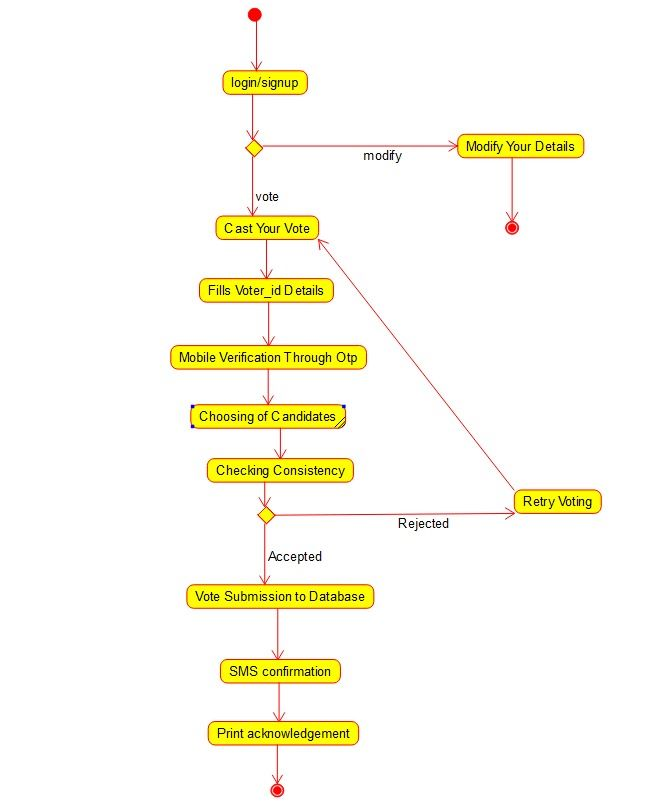 login/signup
Modify Your Details
modify
vote
Cast Your Vote
Fills Voter_id Details
Mobile Verification Through Otp
Choosing of Candidates
Checking Consistency
Retry Voting
Rejected
Accepted
Vote Submission to Database
SMS confirmation
Print acknowledgement